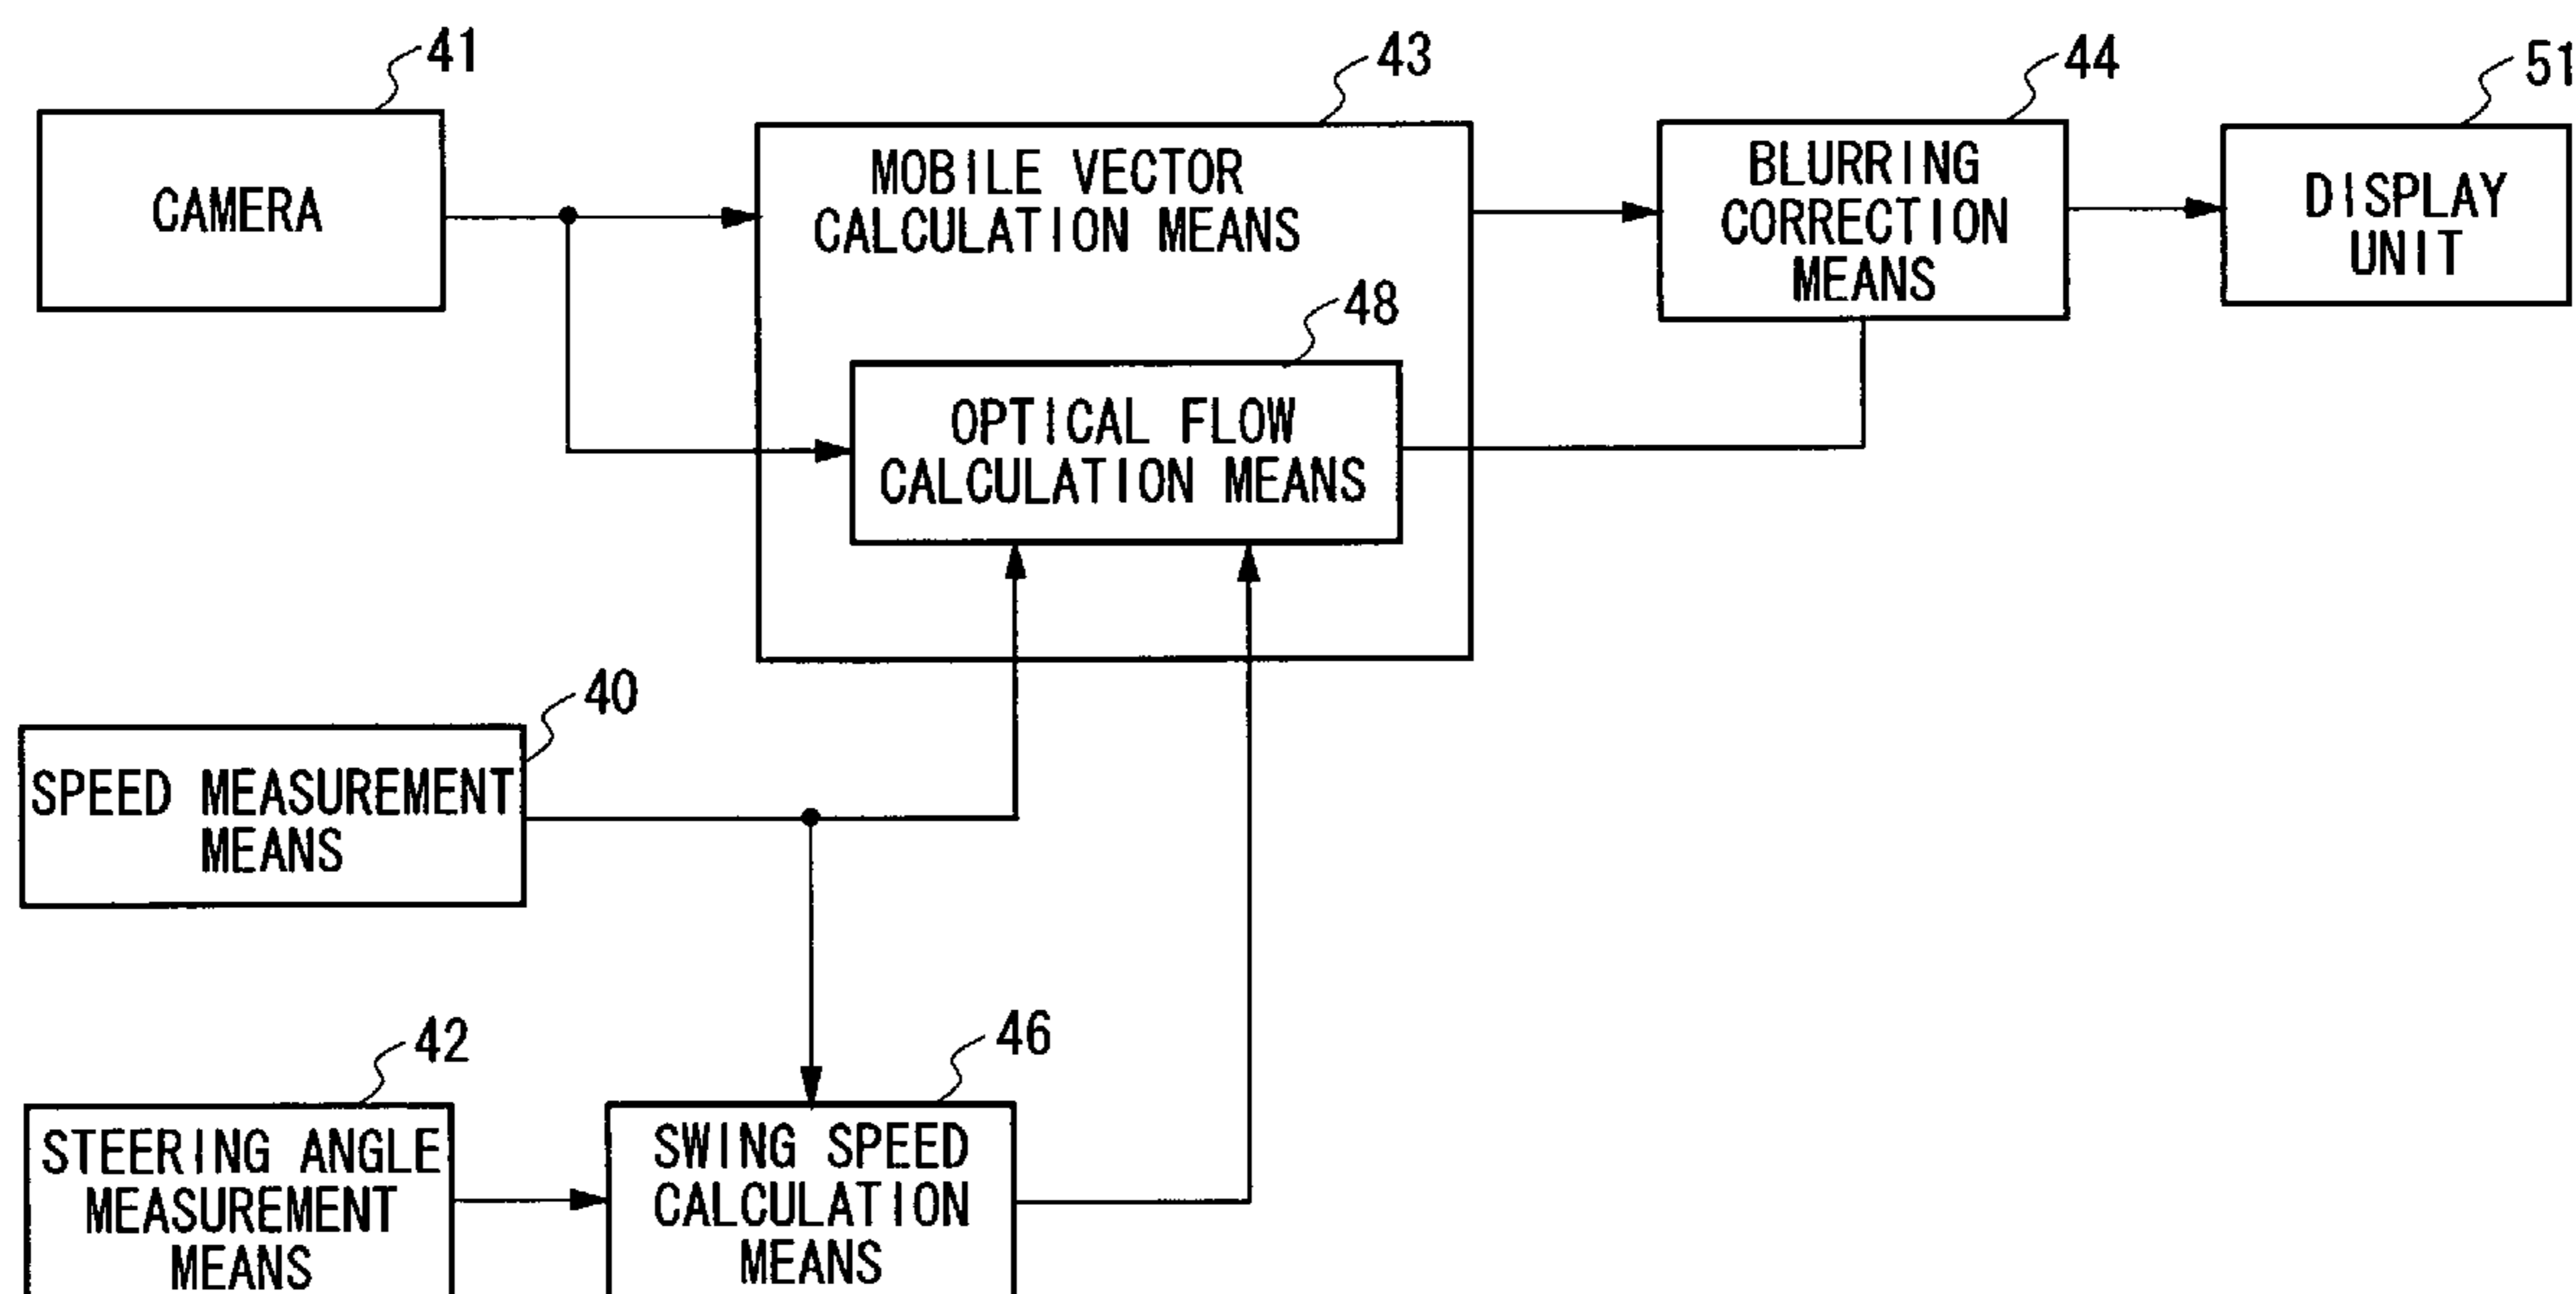 41
CAMERA
43
MOBILE VECTOR
CALCULATION MEANS
48
OPTICAL FLOW
CALCULATION MEANS
44
BLURRING
CORRECTION
MEANS
51
DISPLAY
UNIT
40
SPEED MEASUREMENT
MEANS
42
STEERING ANGLE
MEASUREMENT
MEANS
46
SWING SPEED
CALCULATION
MEANS